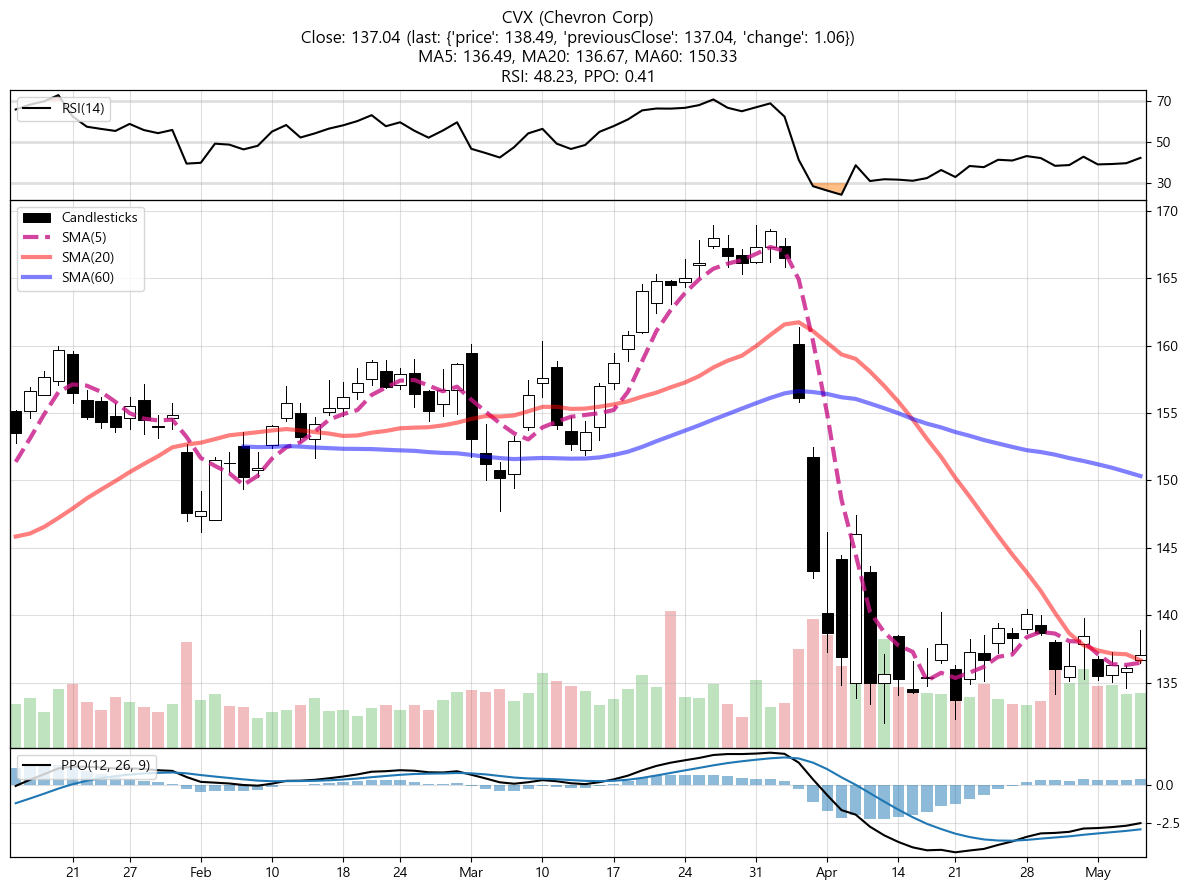 CVX (Chevron Corp)
Close: 137.04 (last: {'price': 138.49, 'previousClose': 137.04, 'change': 1.06})
MA5: 136.49, MA20: 136.67, MA60: 150.33
RSI: 48.23, PPO: 0.41
RSI(14)
70
50
30
Candlesticks
SMA(5)
SMA(20)
SMA(60)
170
165
160
155
150
145
140
135
PPO(12, 26, 9)
0.0
−2.5
21 27 Feb 10 18 24 Mar 10 17 24 31 Apr 14 21 28 May